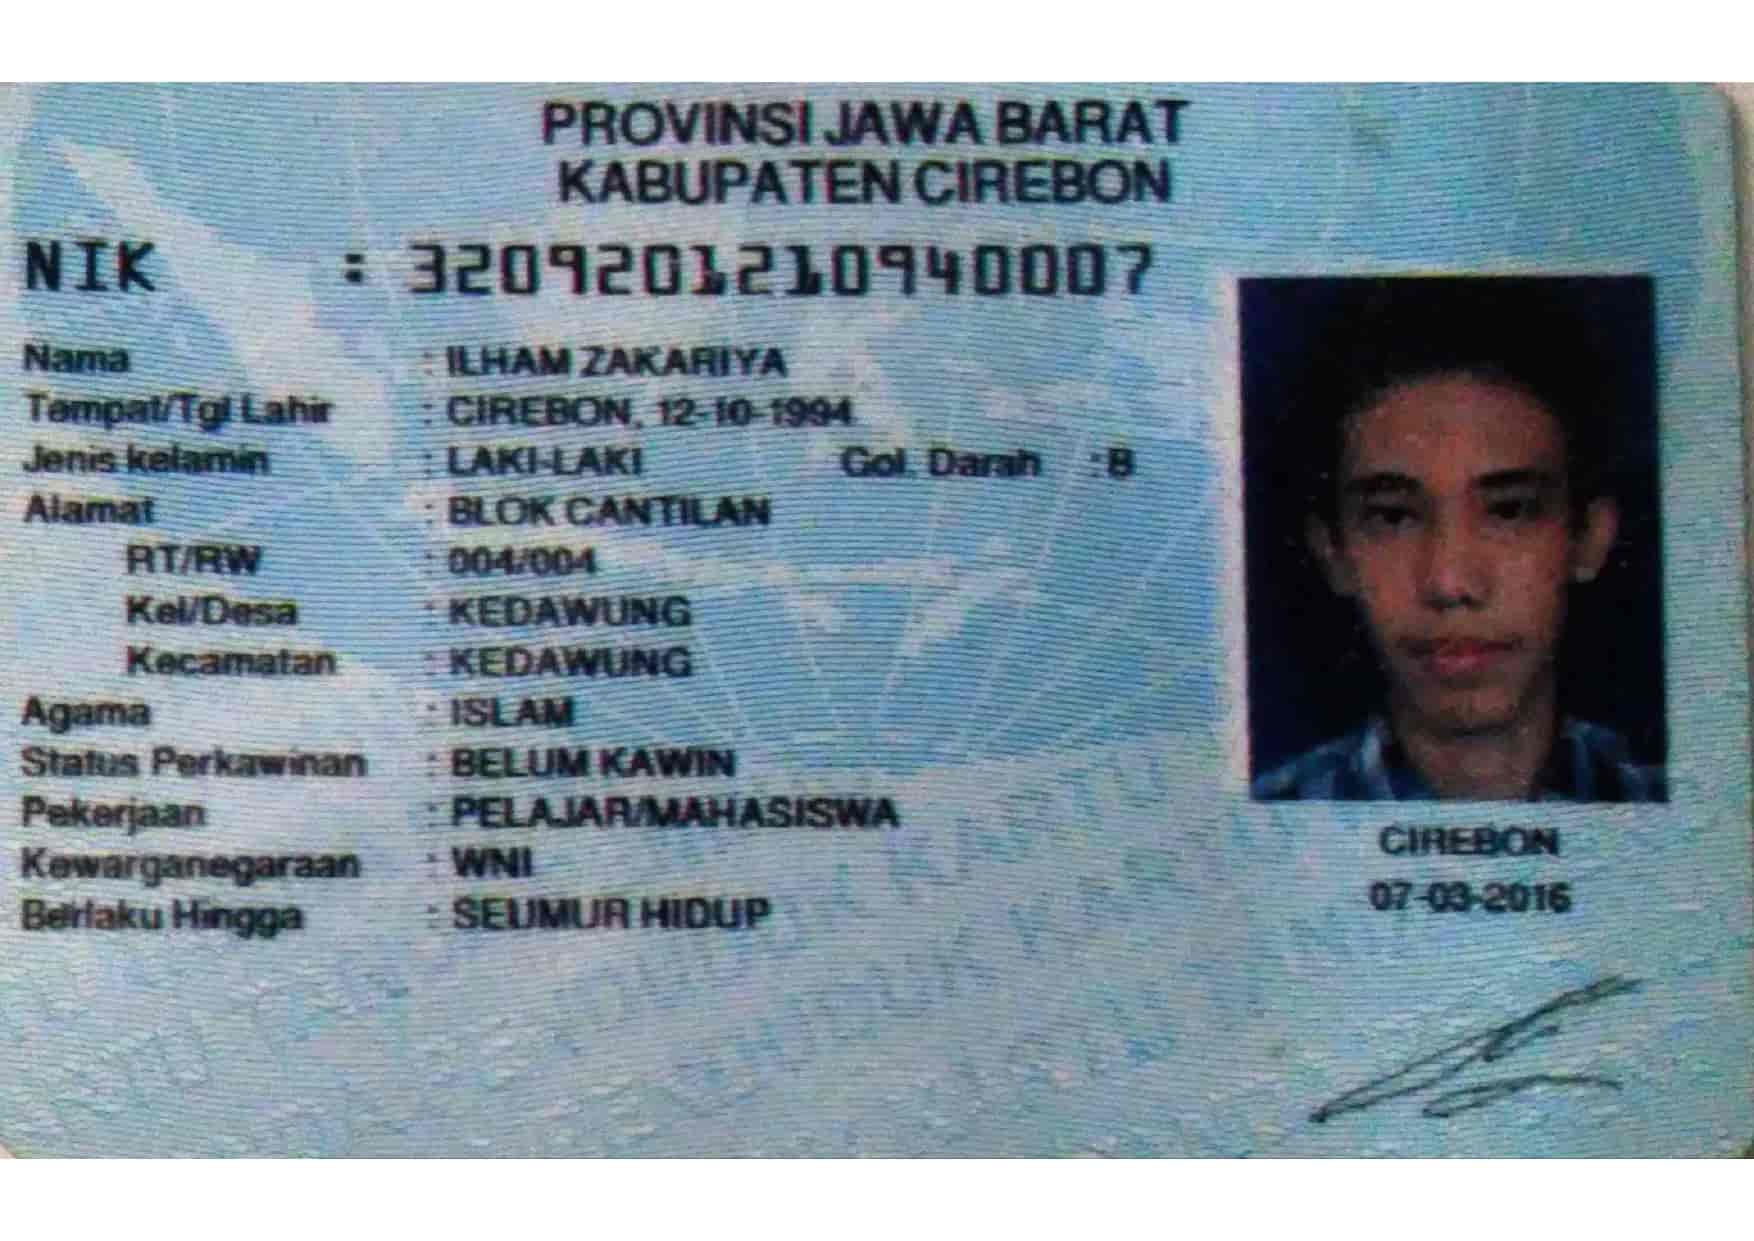 PROVINSI JAWA BARAT
KABUPATEN CIREBON
NIK : 3209201210940007
Nama : ILHAM ZAKARIYA
Tempat/Tgl Lahir : CIREBON, 12-10-1994
Jenis kelamin : LAKI-LAKI Gol. Darah : B
Alamat : BLOK CANTILAN
RT/RW : 004/004
Kel/Desa : KEDAWUNG
Kecamatan : KEDAWUNG
Agama : ISLAM
Status Perkawinan : BELUM KAWIN
Pekerjaan : PELAJAR/MAHASISWA
Kewarganegaraan : WNI
Berlaku Hingga : SEUMUR HIDUP
CIREBON
07-03-2016